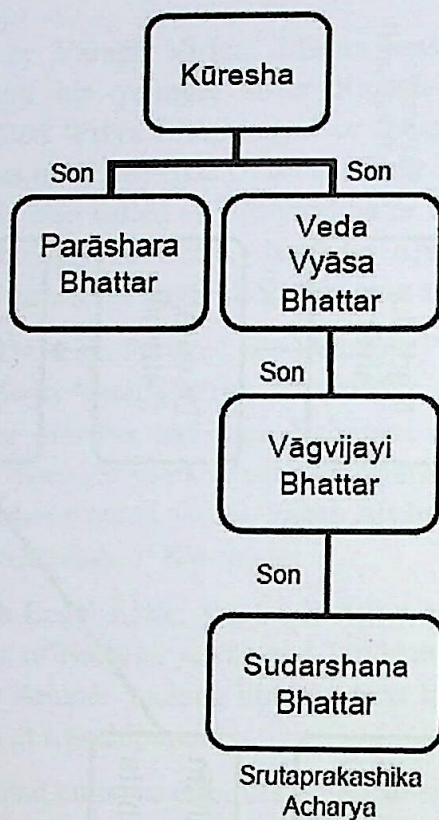 Kūresha
Son
Son
Parāshara
Bhattar
Veda
Vyāsa
Bhattar
Son
Vāgvijayi
Bhattar
Son
Sudarshana
Bhattar
Srutaprakashika
Acharya